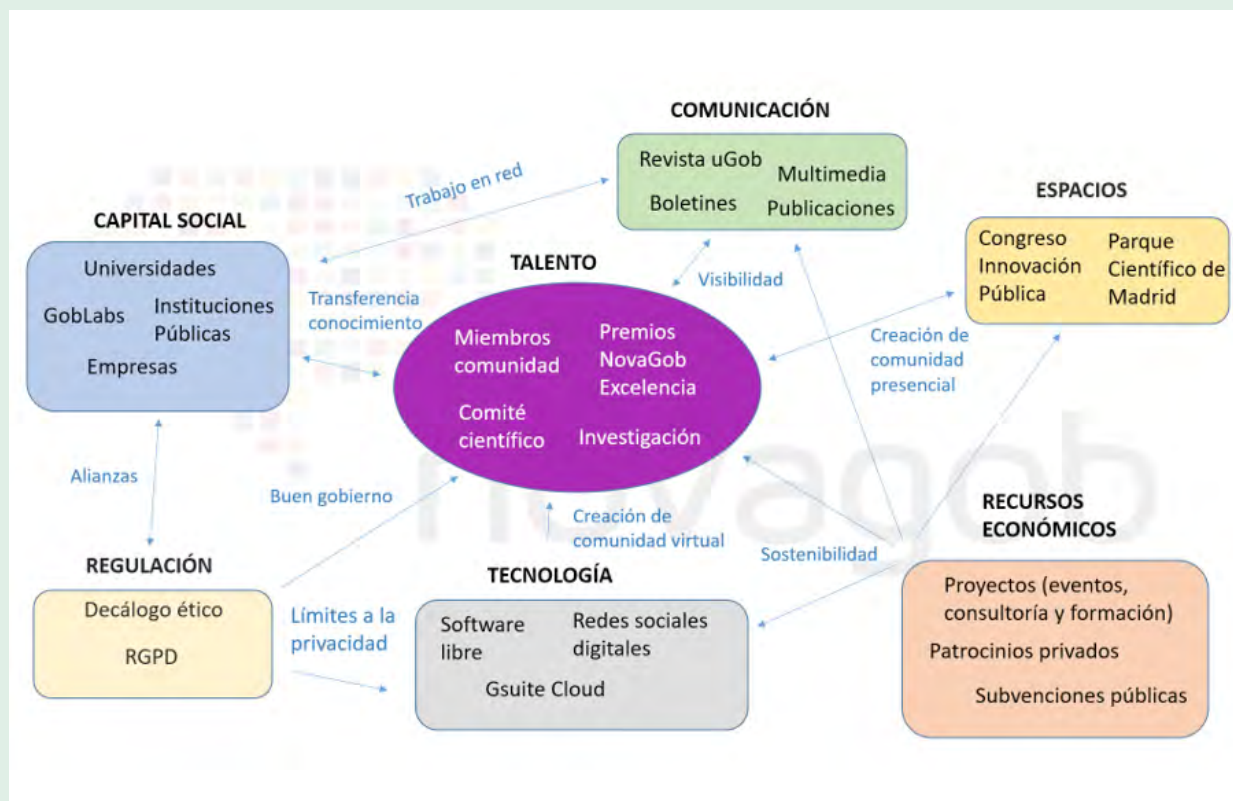 COMUNICACIÓN
Revista uGob
Multimedia
Boletines
Publicaciones
Trabajo en red
ESPACIOS
Congreso
Innovación
Pública
Parque
Científico de
Madrid
CAPITAL SOCIAL
Universidades
GobLabs
Instituciones
Públicas
Empresas
Transferencia
conocimiento
TALENTO
Visibilidad
Miembros
comunidad
Premios
NovaGob
Excelencia
Comité
científico
Investigación
Creación de
comunidad
presencial
Alianzas
Buen gobierno
novagob
Creación de
comunidad virtual
Sostenibilidad
RECURSOS
ECONÓMICOS
Proyectos (eventos,
consultoría y formación)
Patrocinios privados
Subvenciones públicas
REGULACIÓN
Decálogo ético
RGPD
Límites a la
privacidad
TECNOLOGÍA
Software
libre
Redes sociales
digitales
Gsuite Cloud